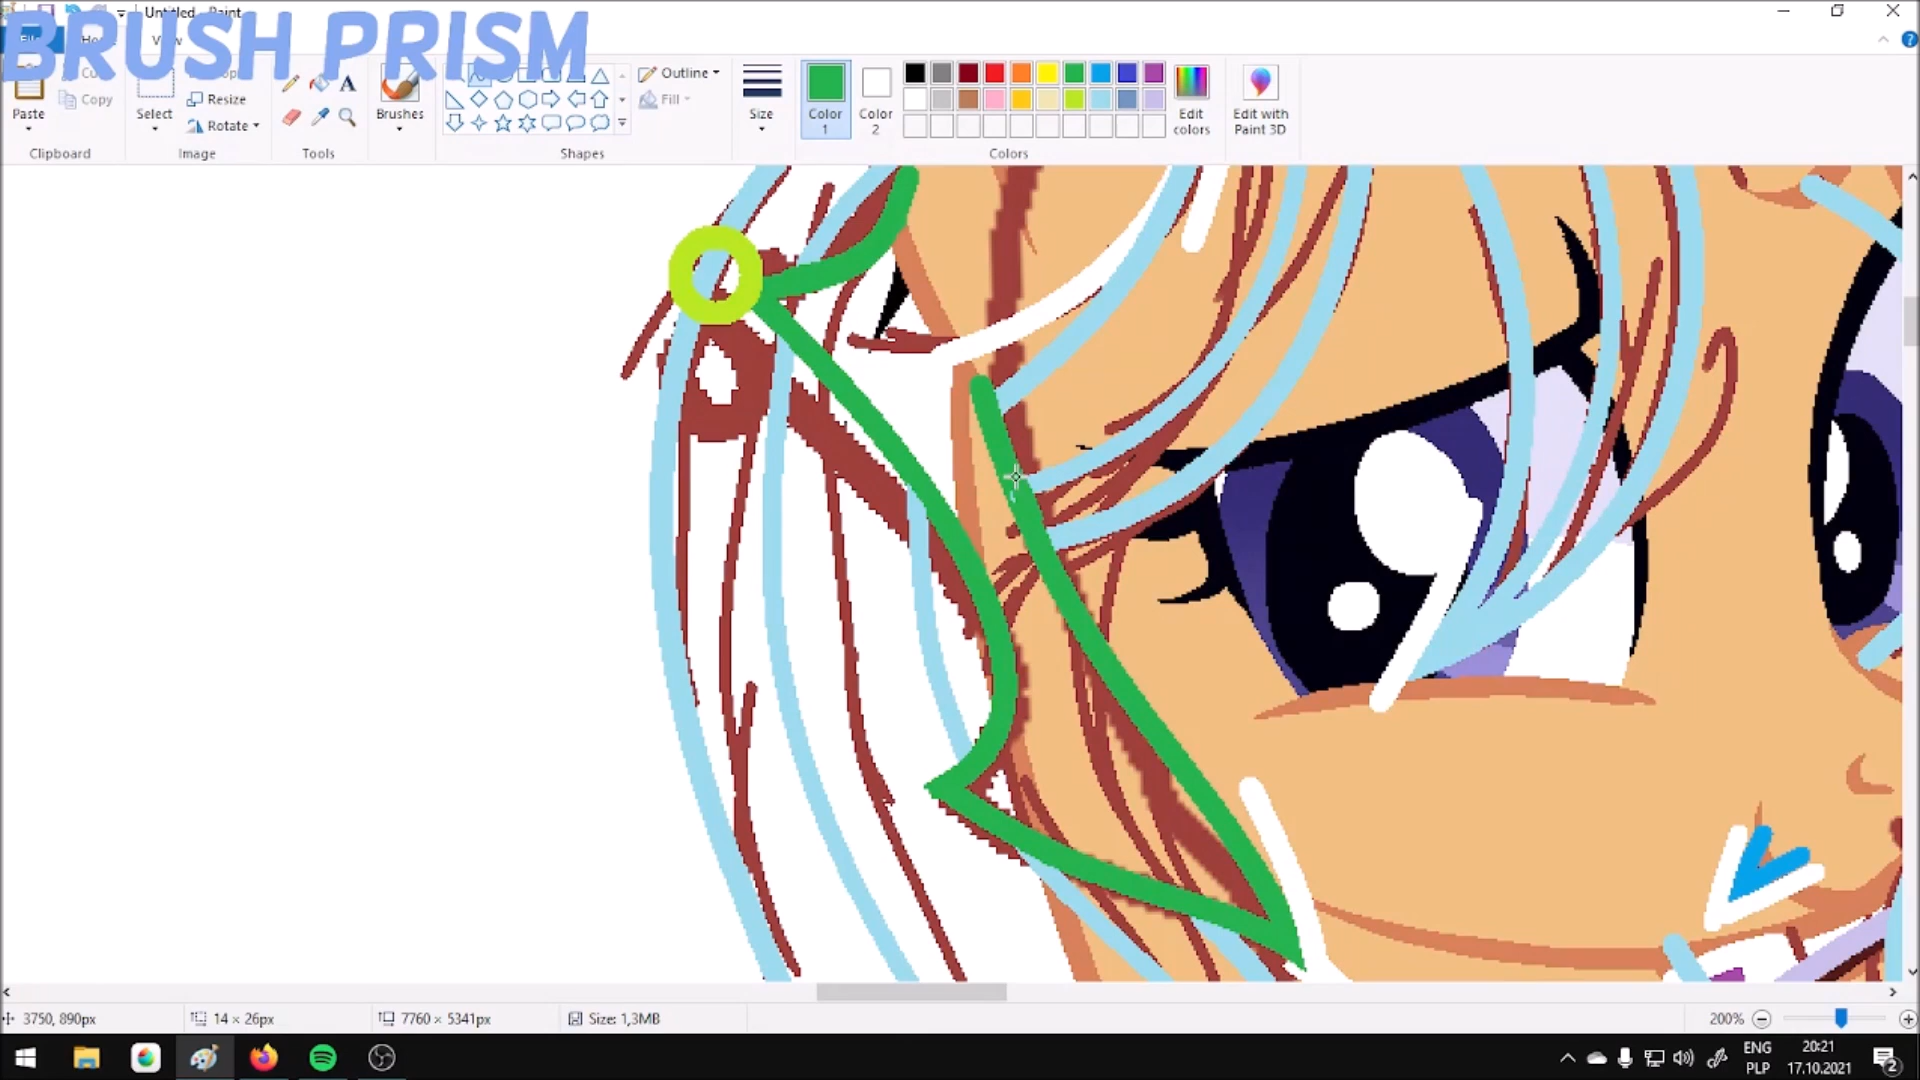 Untitled - Paint
BRUSH PRISM
Paste
Copy
Select
Resize
Rotate
Brushes
Outline
Fill
Size
Color 1
Color 2
Edit colors
Edit with Paint 3D
Clipboard
Image
Tools
Shapes
Colors
3750, 890px
14 × 26px
7760 × 5341px
Size: 1,3MB
200%
ENG
PLP
20:21
17.10.2021
2